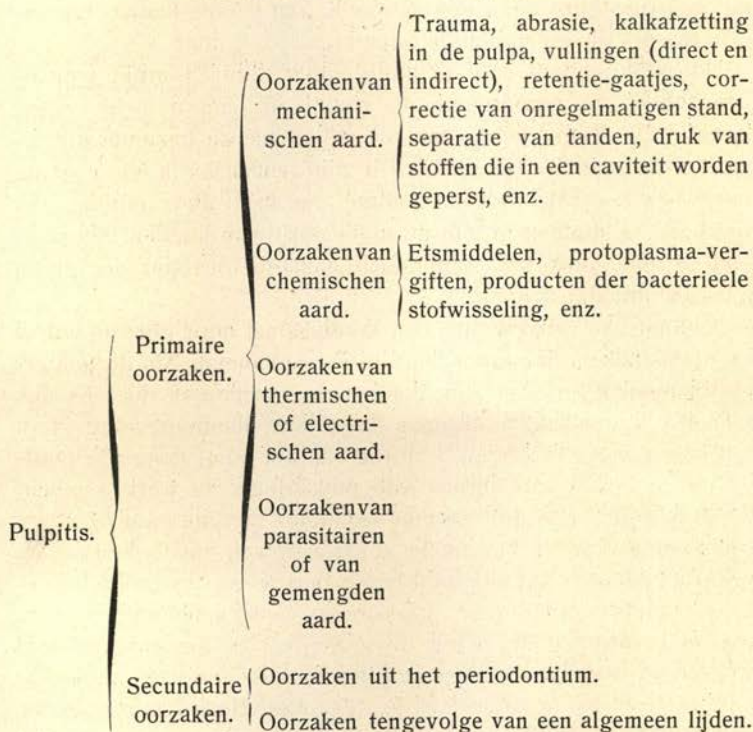 Trauma, abrasie, kalkafzetting
in de pulpa, vullingen (direct en
indirect), retentie-gaatjes, cor-
rectie van onregelmatigen stand,
separatie van tanden, druk van
stoffen die in een caviteit worden
geperst, enz.
Oorzaken van
mechani-
schen aard.
Oorzaken van
chemischen
aard.
Etsmiddelen, protoplasma-ver-
giften, producten der bacterieele
stofwisseling, enz.
Primaire
oorzaken.
Oorzaken van
thermischen
of electri-
schen aard.
Oorzaken van
parasitairen
of van
gemengden
aard.
Pulpitis.
Secundaire
oorzaken.
Oorzaken uit het periodontium.
Oorzaken tengevolge van een algemeen lijden.